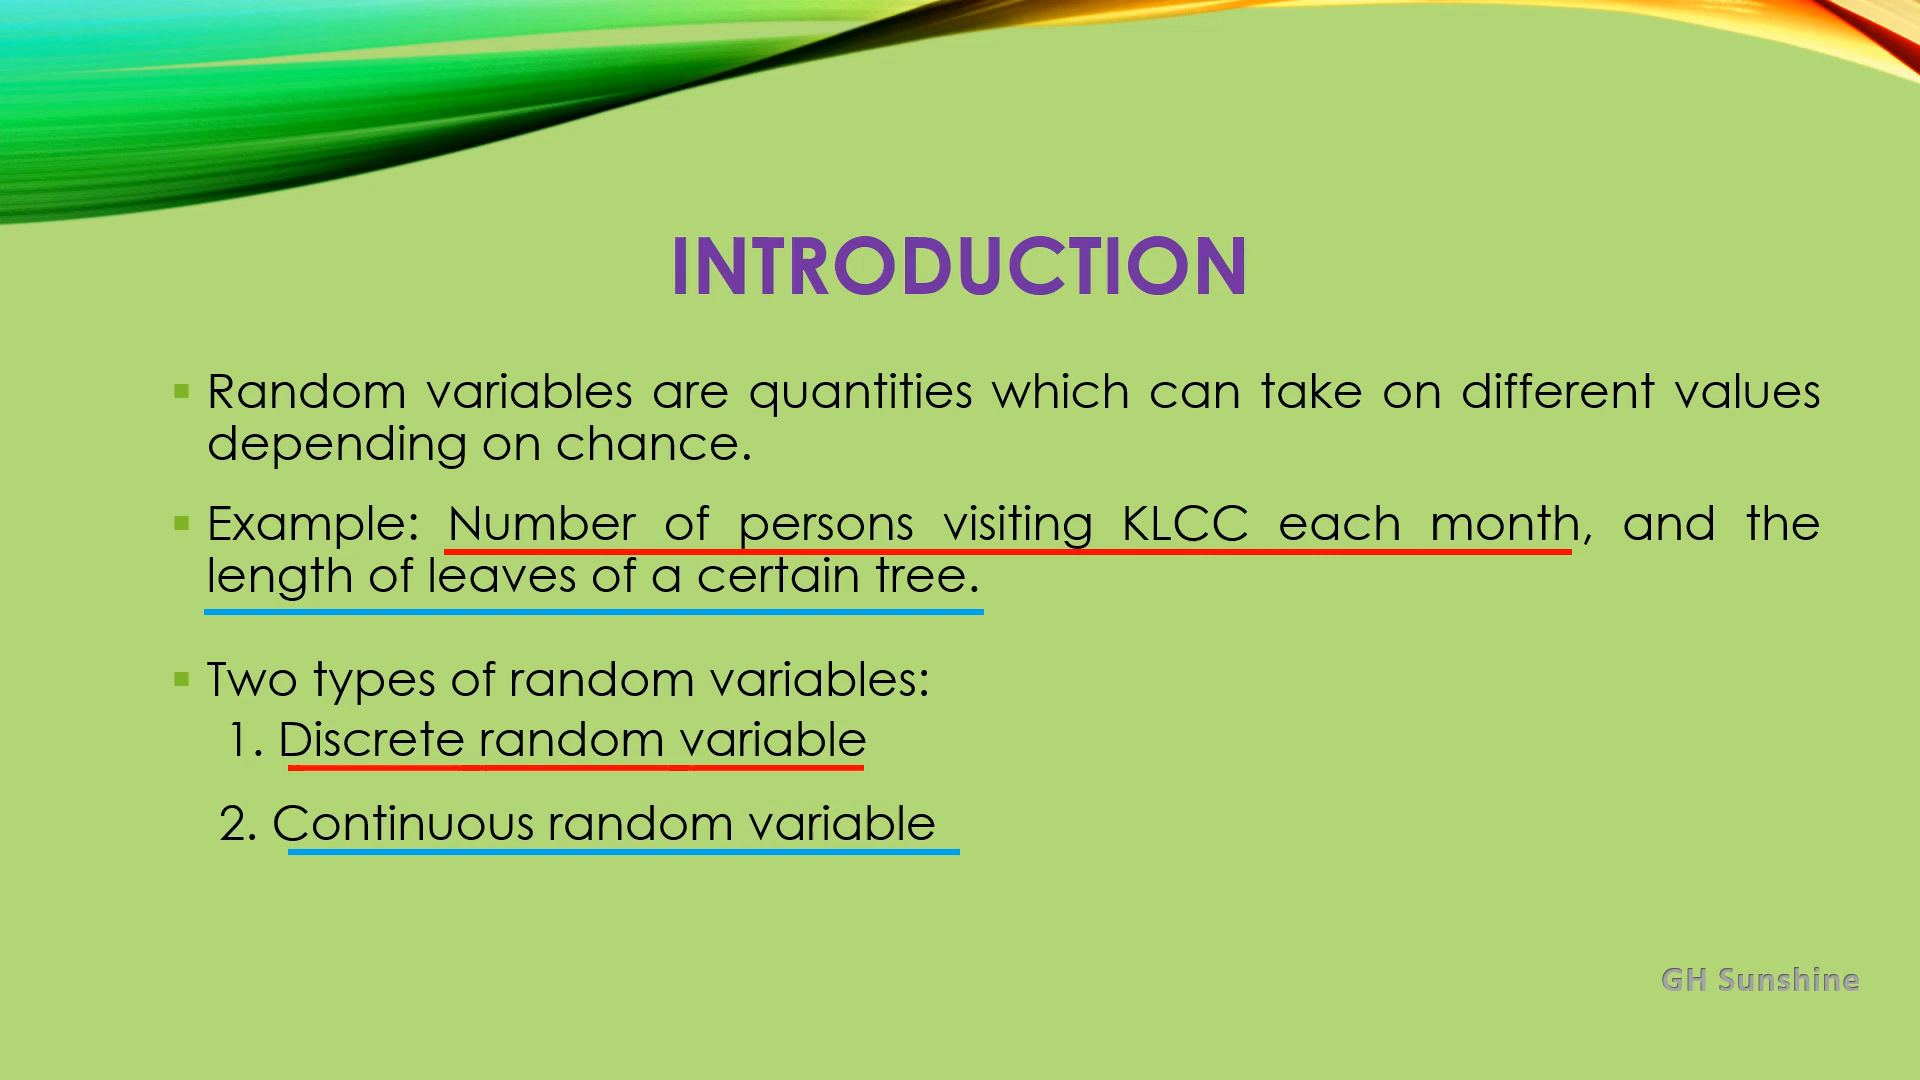 INTRODUCTION
Random variables are quantities which can take on different values
depending on chance.
Example: Number of persons visiting KLCC each month, and the
length of leaves of a certain tree.
Two types of random variables:
1. Discrete random variable
2. Continuous random variable
GH Sunshine